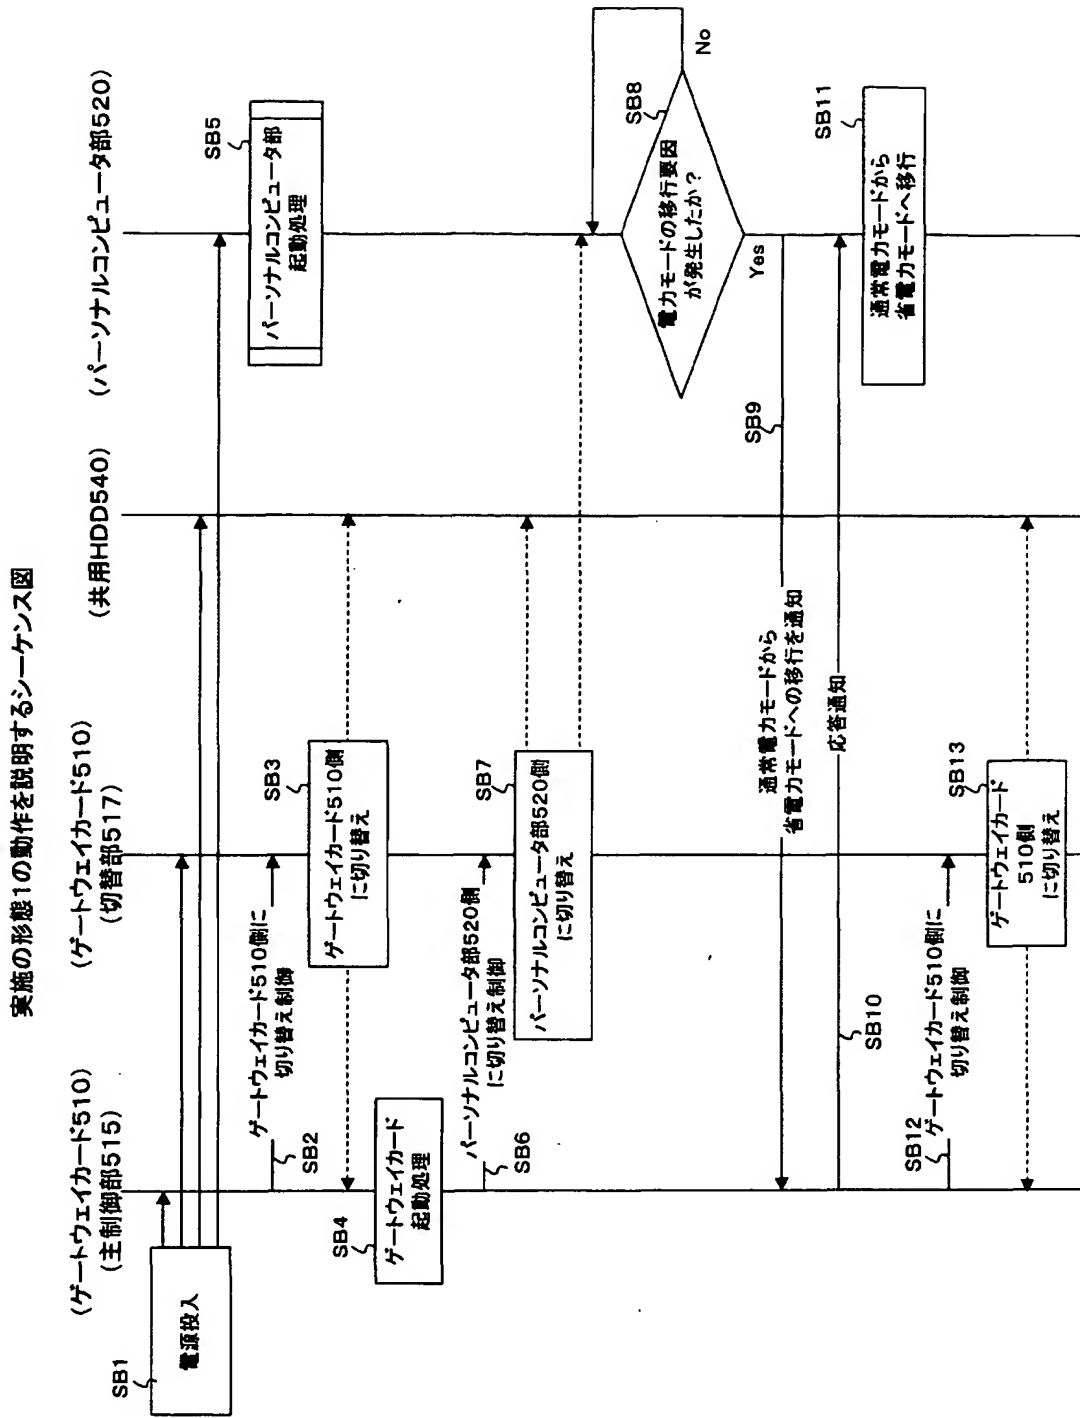 実施の形態1の動作を説明するシーケンス図
(ゲートウェイカード510)
(主制御部515)
(ゲートウェイカード510)
(切替部517)
(共用HDD540)
(パーソナルコンピュータ部520)
SB1
電源投入
SB2
ゲートウェイカード510側に
切り替え制御
SB3
ゲートウェイカード510側
に切り替え
SB4
ゲートウェイカード
起動処理
SB5
パーソナルコンピュータ部
起動処理
SB6
パーソナルコンピュータ部520側
に切り替え制御
SB7
パーソナルコンピュータ部520側
に切り替え
SB8
電力モードの移行要因
が発生したか?
No
Yes
SB9
通常電力モードから
省電力モードへの移行を通知
SB10
応答通知
SB11
通常電力モードから
省電力モードへ移行
SB12
ゲートウェイカード510側に
切り替え制御
SB13
ゲートウェイカード
510側
に切り替え